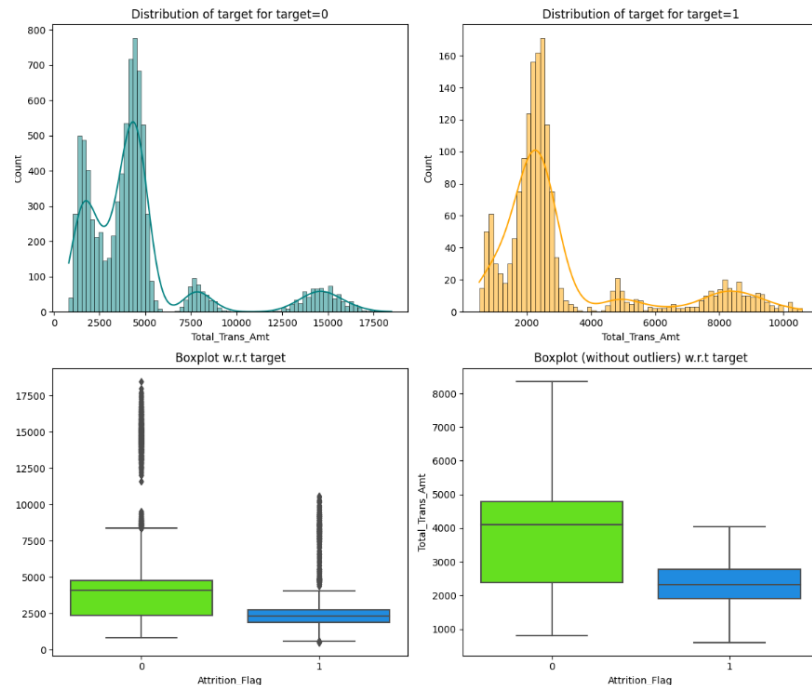 Distribution of target for target=0
Distribution of target for target=1
800
700
600
500
400
300
200
100
0
Count
0 2500 5000 7500 10000 12500 15000 17500
Total_Trans_Amt
160
140
120
100
80
60
40
20
0
Count
2000 4000 6000 8000 10000
Total_Trans_Amt
Boxplot w.r.t target
Boxplot (without outliers) w.r.t target
17500
15000
12500
10000
7500
5000
2500
0
0 1
Attrition_Flag
8000
7000
6000
5000
4000
3000
2000
1000
Total_Trans_Amt
0 1
Attrition_Flag